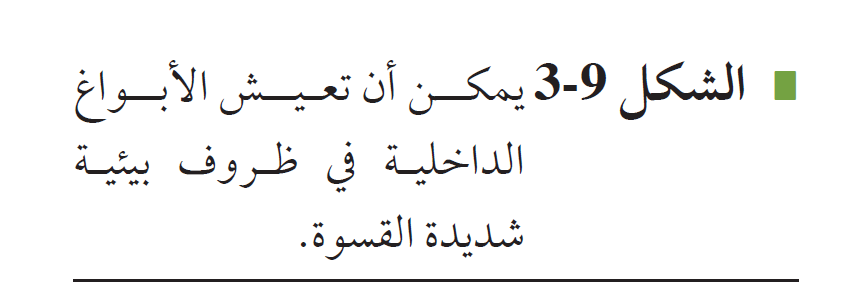 الشكل 9-3 يمكن أن تعيش الأبواغ
الداخلية في ظروف بيئية
شديدة القسوة.